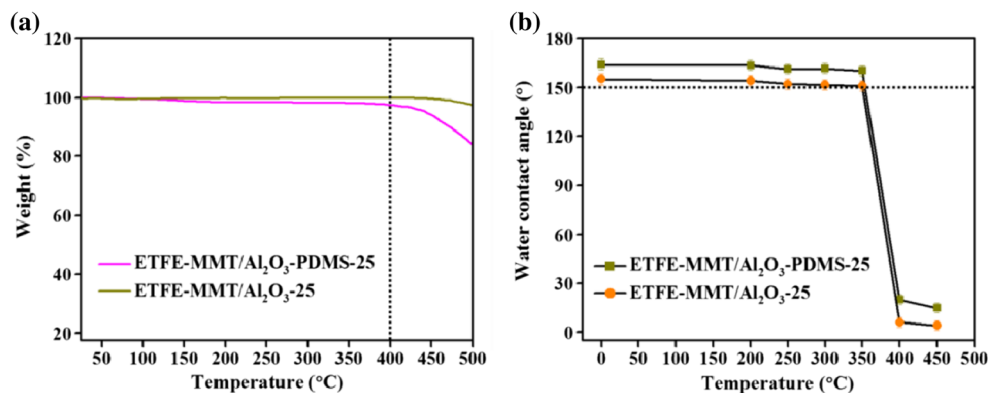 (a)
120
100
80
60
40
20
Weight (%)
ETFE-MMT/Al₂O₃-PDMS-25
ETFE-MMT/Al₂O₃-25
50 100 150 200 250 300 350 400 450 500
Temperature (°C)
(b)
180
150
120
90
60
30
0
Water contact angle (°)
ETFE-MMT/Al₂O₃-PDMS-25
ETFE-MMT/Al₂O₃-25
0 50 100 150 200 250 300 350 400 450 500
Temperature (°C)